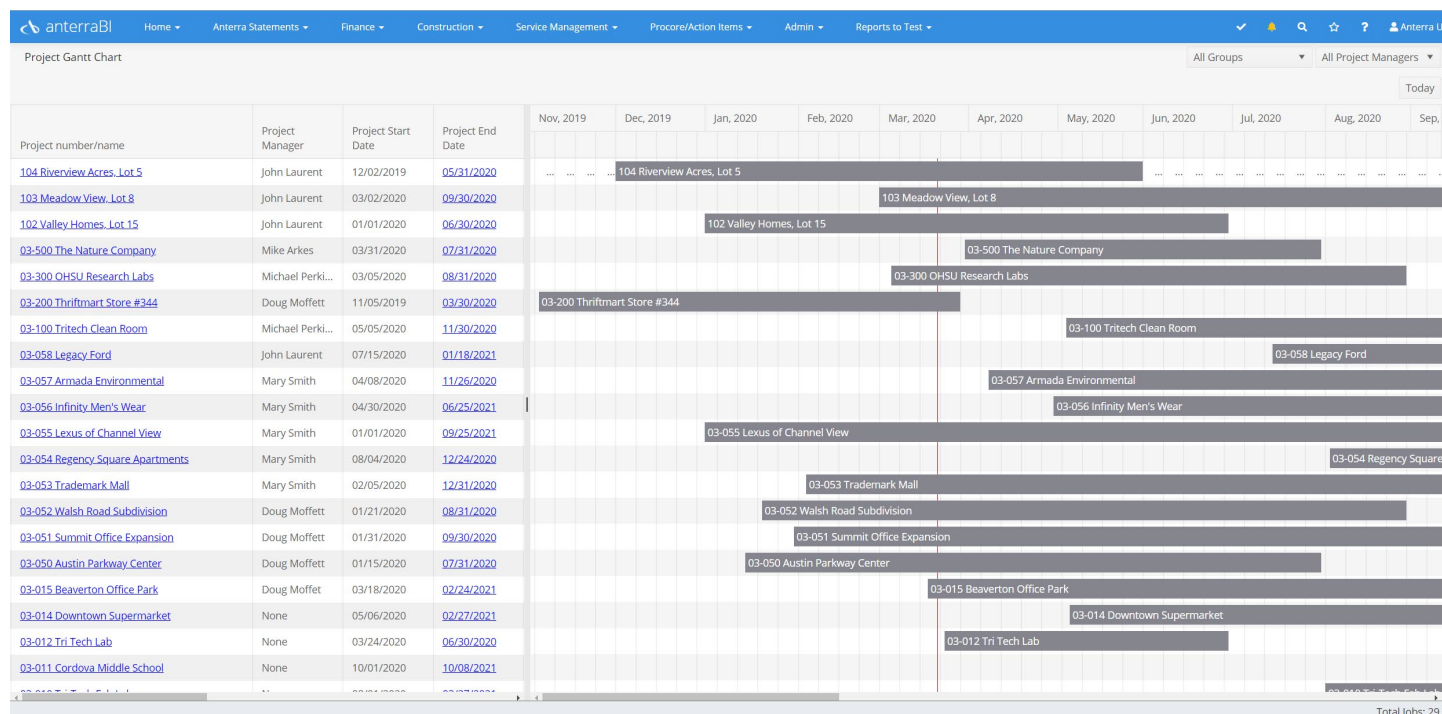 anterraBI Home Anterra Statements Finance Construction Service Management Procore/Action Items Admin Reports to Test ? Anterra U
Project Gantt Chart All Groups All Project Managers
Today
Project number/name Project Manager Project Start Date Project End Date Nov, 2019 Dec, 2019 Jan, 2020 Feb, 2020 Mar, 2020 Apr, 2020 May, 2020 Jun, 2020 Jul, 2020 Aug, 2020 Sep,
104 Riverview Acres, Lot 5 John Laurent 12/02/2019 05/31/2020 ... ... ... ... 104 Riverview Acres, Lot 5 ... ... ... ... ... ... ... ... ... ... ... ... ... ...
103 Meadow View, Lot 8 John Laurent 03/02/2020 09/30/2020 103 Meadow View, Lot 8
102 Valley Homes, Lot 15 John Laurent 01/01/2020 06/30/2020 102 Valley Homes, Lot 15
03-500 The Nature Company Mike Arkes 03/31/2020 07/31/2020 03-500 The Nature Company
03-300 OHSU Research Labs Michael Perki... 03/05/2020 08/31/2020 03-300 OHSU Research Labs
03-200 Thriftmart Store #344 Doug Moffett 11/05/2019 03/30/2020 03-200 Thriftmart Store #344
03-100 Tritech Clean Room Michael Perki... 05/05/2020 11/30/2020 03-100 Tritech Clean Room
03-058 Legacy Ford John Laurent 07/15/2020 01/18/2021 03-058 Legacy Ford
03-057 Armada Environmental Mary Smith 04/08/2020 11/26/2020 03-057 Armada Environmental
03-056 Infinity Men's Wear Mary Smith 04/30/2020 06/25/2021 03-056 Infinity Men's Wear
03-055 Lexus of Channel View Mary Smith 01/01/2020 09/25/2021 03-055 Lexus of Channel View
03-054 Regency Square Apartments Mary Smith 08/04/2020 12/24/2020 03-054 Regency Square
03-053 Trademark Mall Mary Smith 02/05/2020 12/31/2020 03-053 Trademark Mall
03-052 Walsh Road Subdivision Doug Moffett 01/21/2020 08/31/2020 03-052 Walsh Road Subdivision
03-051 Summit Office Expansion Doug Moffett 01/31/2020 09/30/2020 03-051 Summit Office Expansion
03-050 Austin Parkway Center Doug Moffett 01/15/2020 07/31/2020 03-050 Austin Parkway Center
03-015 Beaverton Office Park Doug Moffet 03/18/2020 02/24/2021 03-015 Beaverton Office Park
03-014 Downtown Supermarket None 05/06/2020 02/27/2021 03-014 Downtown Supermarket
03-012 Tri Tech Lab None 03/24/2020 06/30/2020 03-012 Tri Tech Lab
03-011 Cordova Middle School None 10/01/2020 10/08/2021
Total Jobs: 29